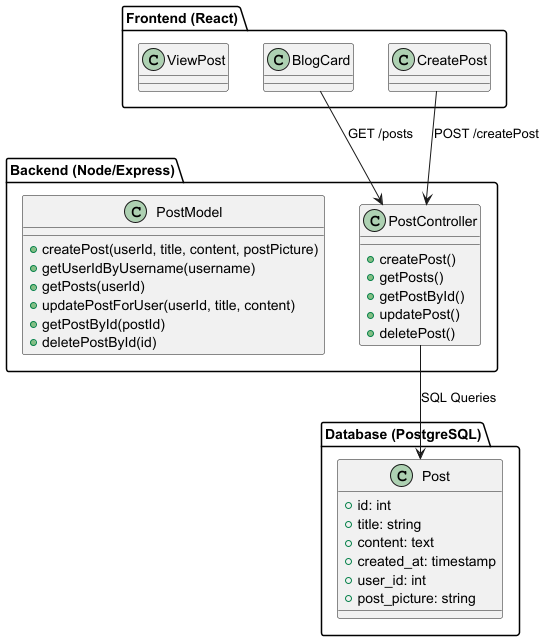 Frontend (React)
C ViewPost
C BlogCard
C CreatePost
GET /posts
POST /createPost
Backend (Node/Express)
C PostModel
createPost(userId, title, content, postPicture)
getUserIdByUsername(username)
getPosts(userId)
updatePostForUser(userId, title, content)
getPostById(postId)
deletePostById(id)
C PostController
createPost()
getPosts()
getPostById()
updatePost()
deletePost()
SQL Queries
Database (PostgreSQL)
C Post
id: int
title: string
content: text
created_at: timestamp
user_id: int
post_picture: string